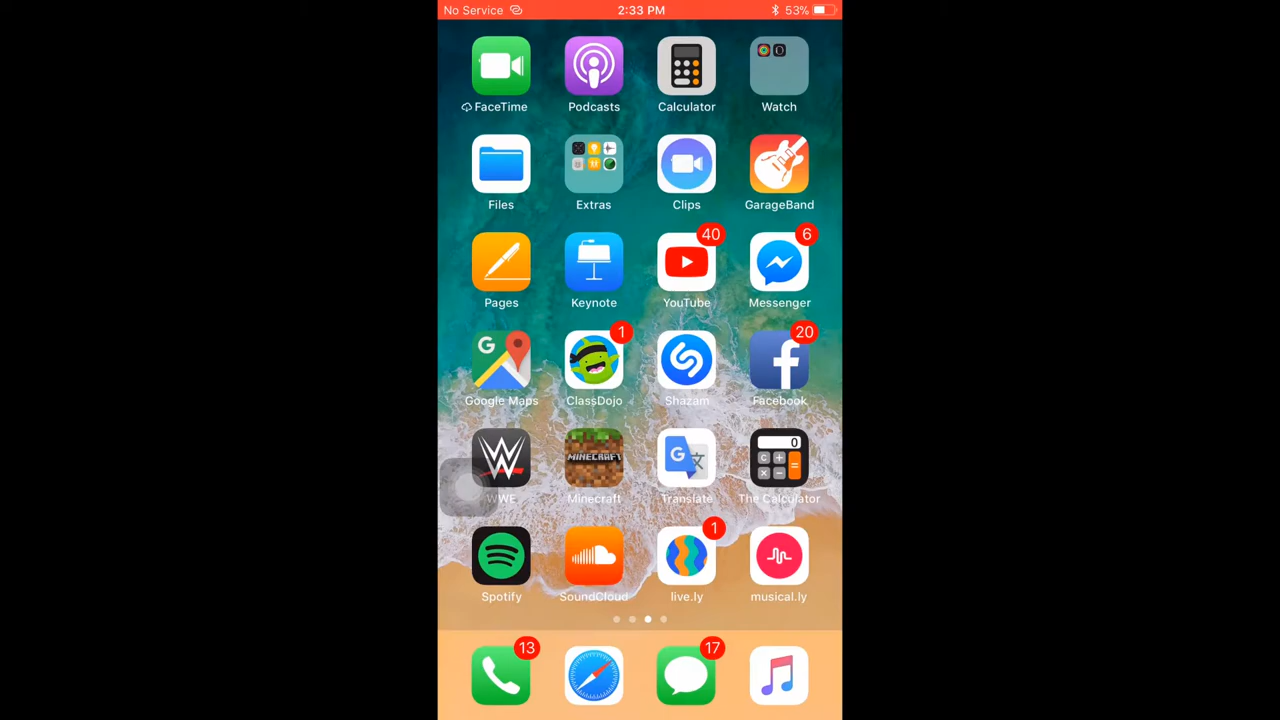 No Service 2:33 PM 53%
FaceTime Podcasts Calculator Watch
Files Extras Clips GarageBand
40 6
Pages Keynote YouTube Messenger
G 1 20
Google Maps ClassDojo Shazam Facebook
W MINECRAFT G 0
C + × − =
WWE Minecraft Translate The Calculator
1
Spotify SoundCloud live.ly musical.ly
13 17